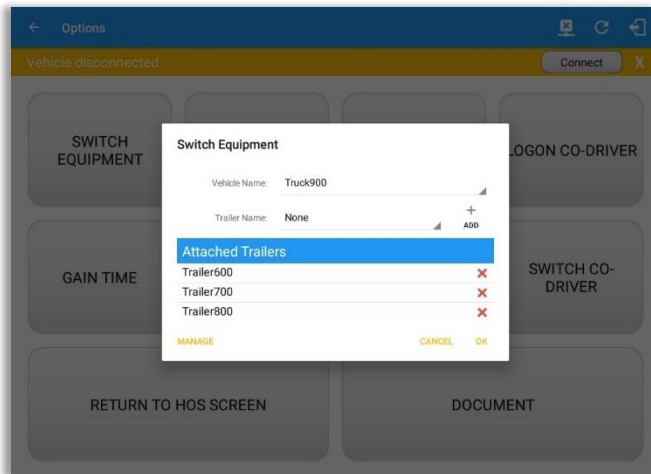 Options
Vehicle disconnected
Connect
X
SWITCH
EQUIPMENT
LOGON CO-DRIVER
Switch Equipment
Vehicle Name: Truck900
Trailer Name: None
+
ADD
Attached Trailers
Trailer600
Trailer700
Trailer800
MANAGE
CANCEL
OK
GAIN TIME
SWITCH CO-
DRIVER
RETURN TO HOS SCREEN
DOCUMENT